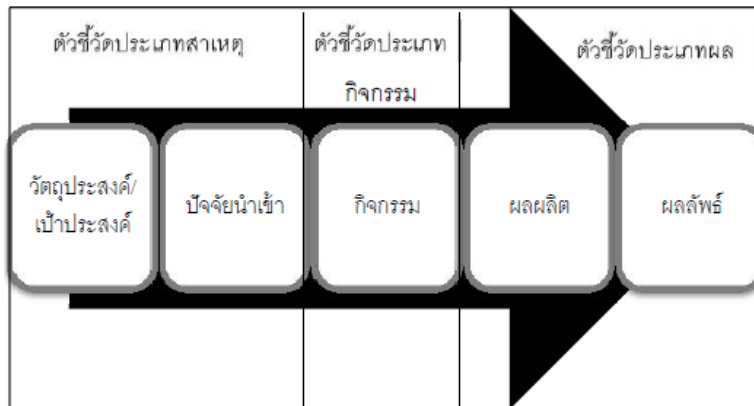 ตัวชี้วัดประเภทสาเหตุ
ตัวชี้วัดประเภท
กิจกรรม
ตัวชี้วัดประเภทผล
วัตถุประสงค์/
เป้าประสงค์
ปัจจัยนำเข้า
กิจกรรม
ผลผลิต
ผลลัพธ์